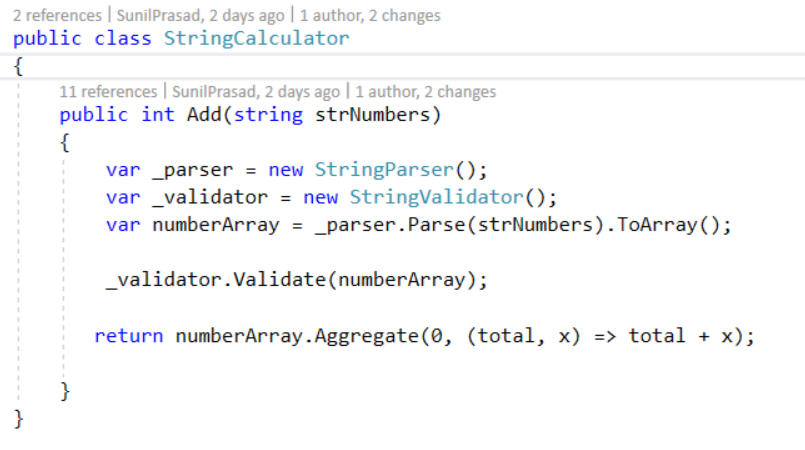 2 references | SunilPrasad, 2 days ago | 1 author, 2 changes
public class StringCalculator
{
11 references | SunilPrasad, 2 days ago | 1 author, 2 changes
public int Add(string strNumbers)
{
var _parser = new StringParser();
var _validator = new StringValidator();
var numberArray = _parser.Parse(strNumbers).ToArray();
_validator.Validate(numberArray);
return numberArray.Aggregate(0, (total, x) => total + x);
}
}